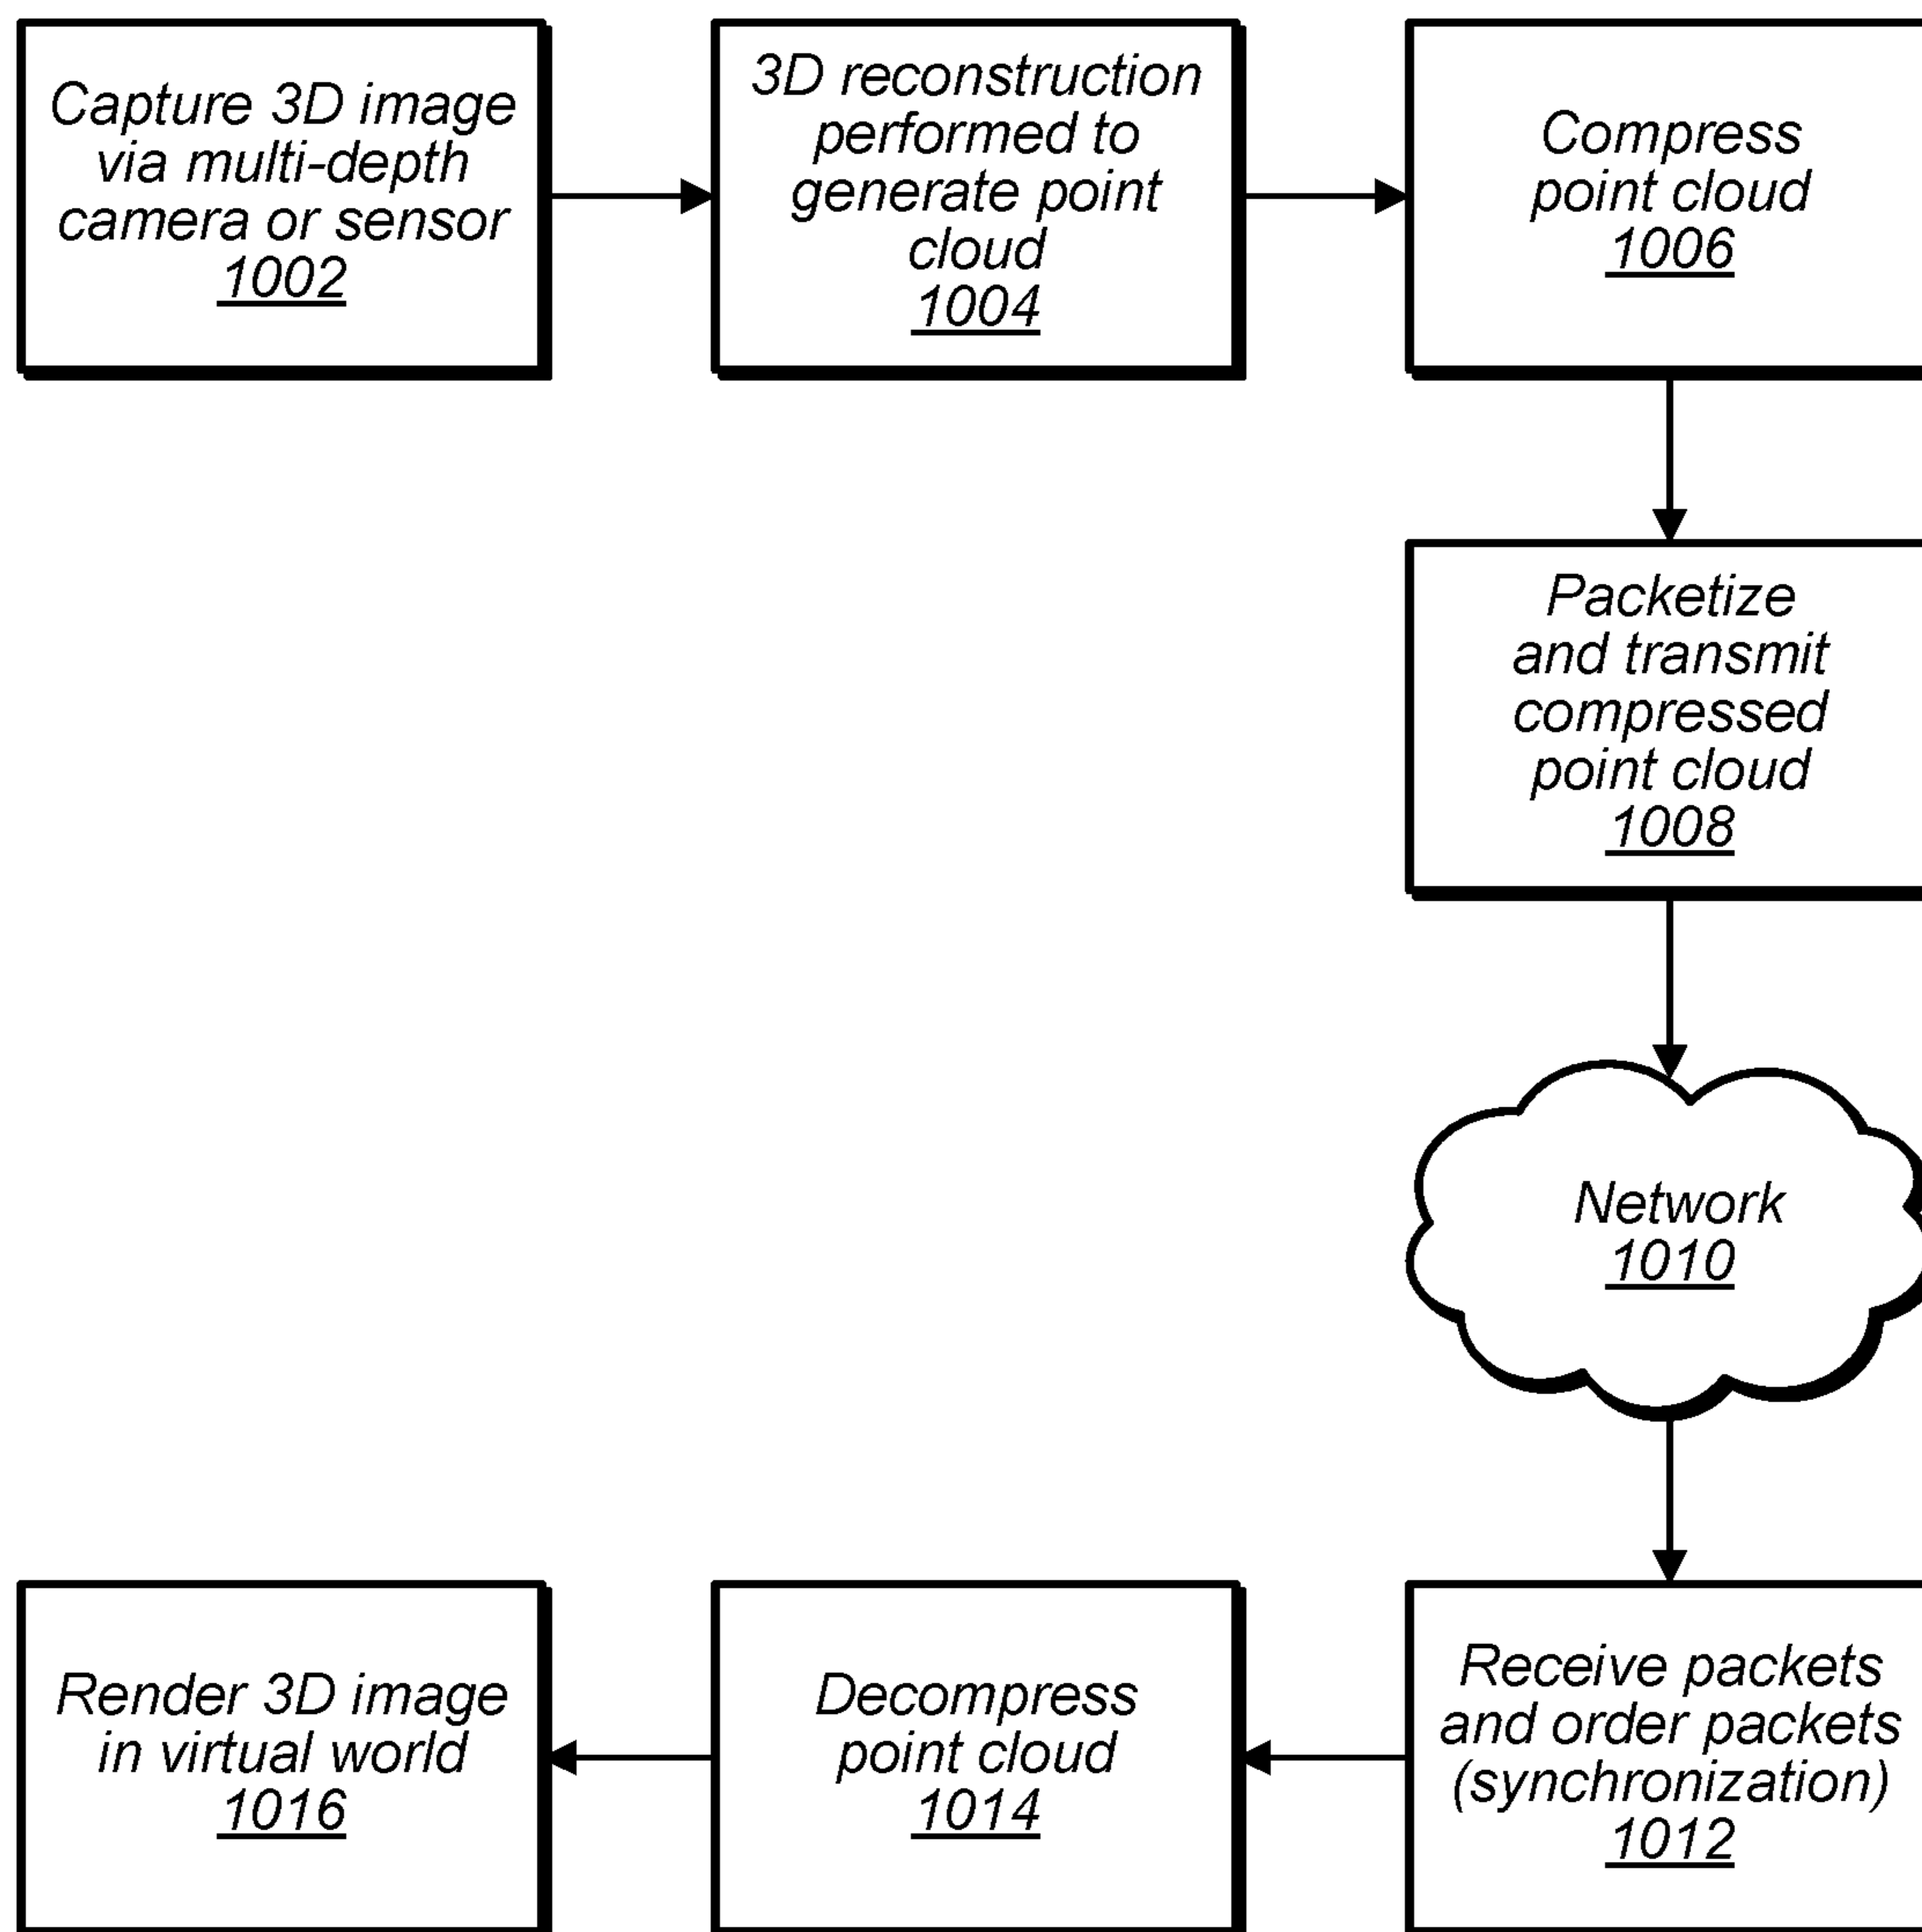 Capture 3D image
via multi-depth
camera or sensor
1002
3D reconstruction
performed to
generate point
cloud
1004
Compress
point cloud
1006
Packetize
and transmit
compressed
point cloud
1008
Network
1010
Receive packets
and order packets
(synchronization)
1012
Decompress
point cloud
1014
Render 3D image
in virtual world
1016